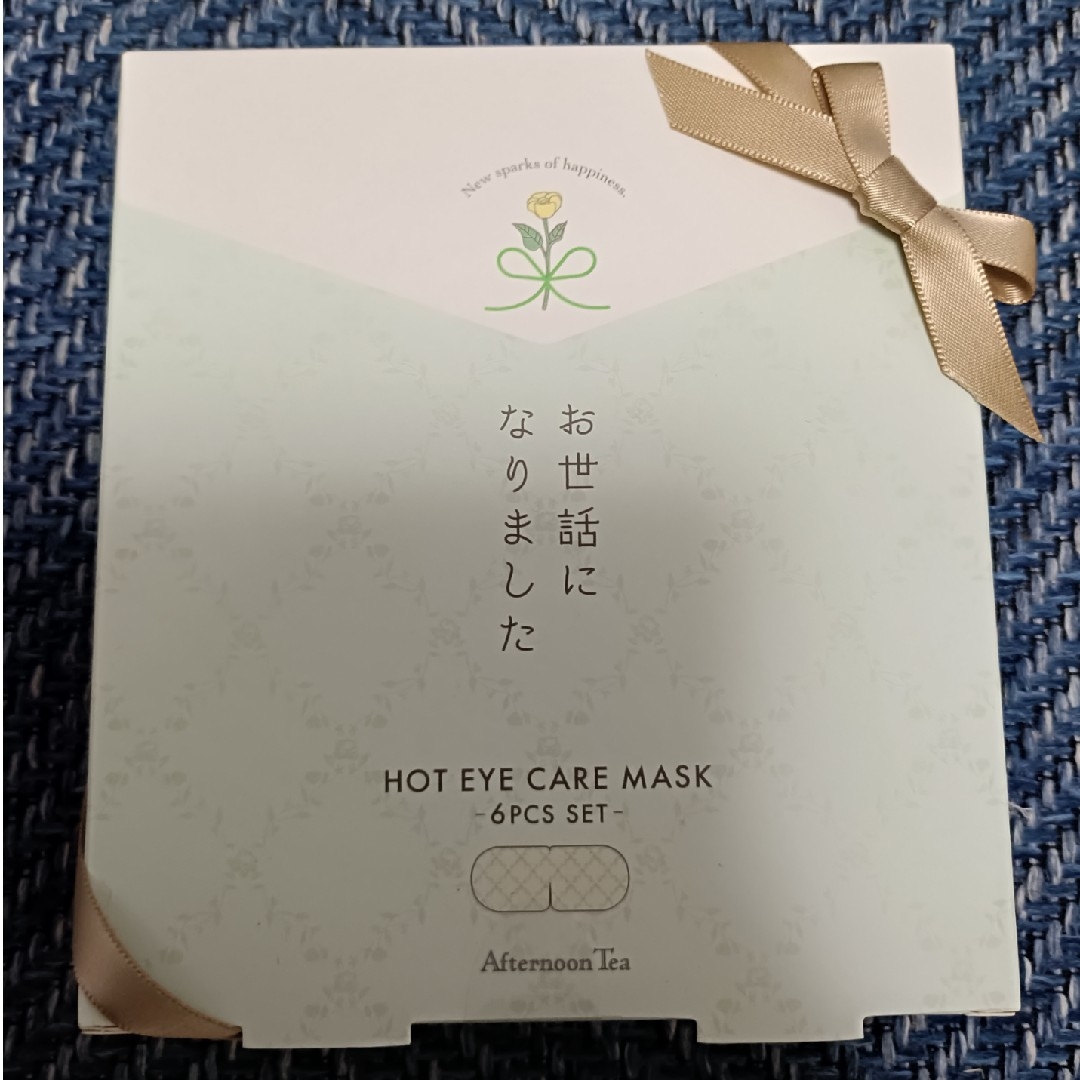 New sparks of happiness.
お世話に
なりました
HOT EYE CARE MASK
-6PCS SET-
Afternoon Tea